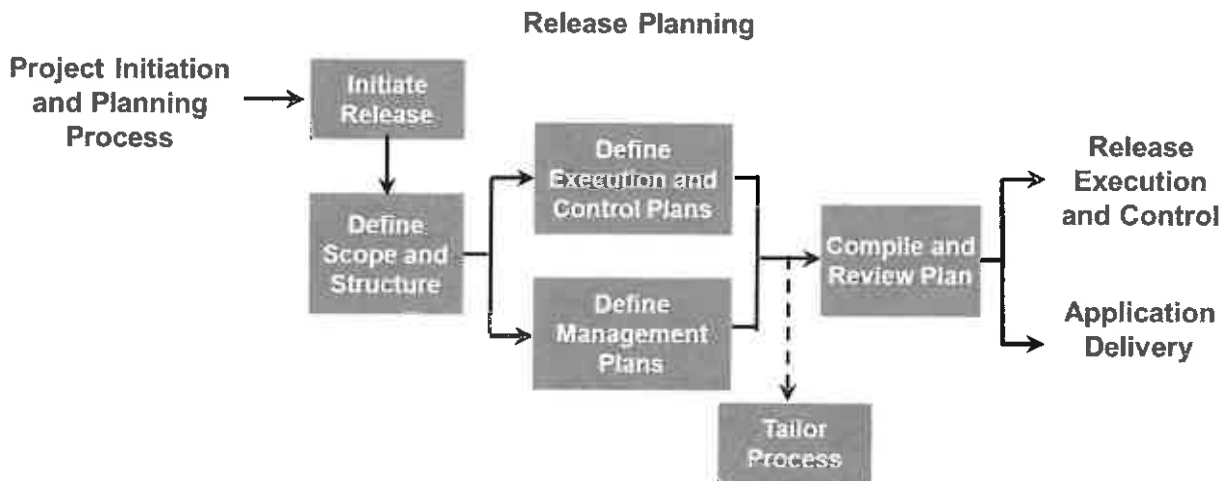 Release Planning
Project Initiation
and Planning
Process
Initiate
Release
Define
Scope and
Structure
Define
Execution and
Control Plans
Define
Management
Plans
Compile and
Review Plan
Tailor
Process
Release
Execution
and Control
Application
Delivery